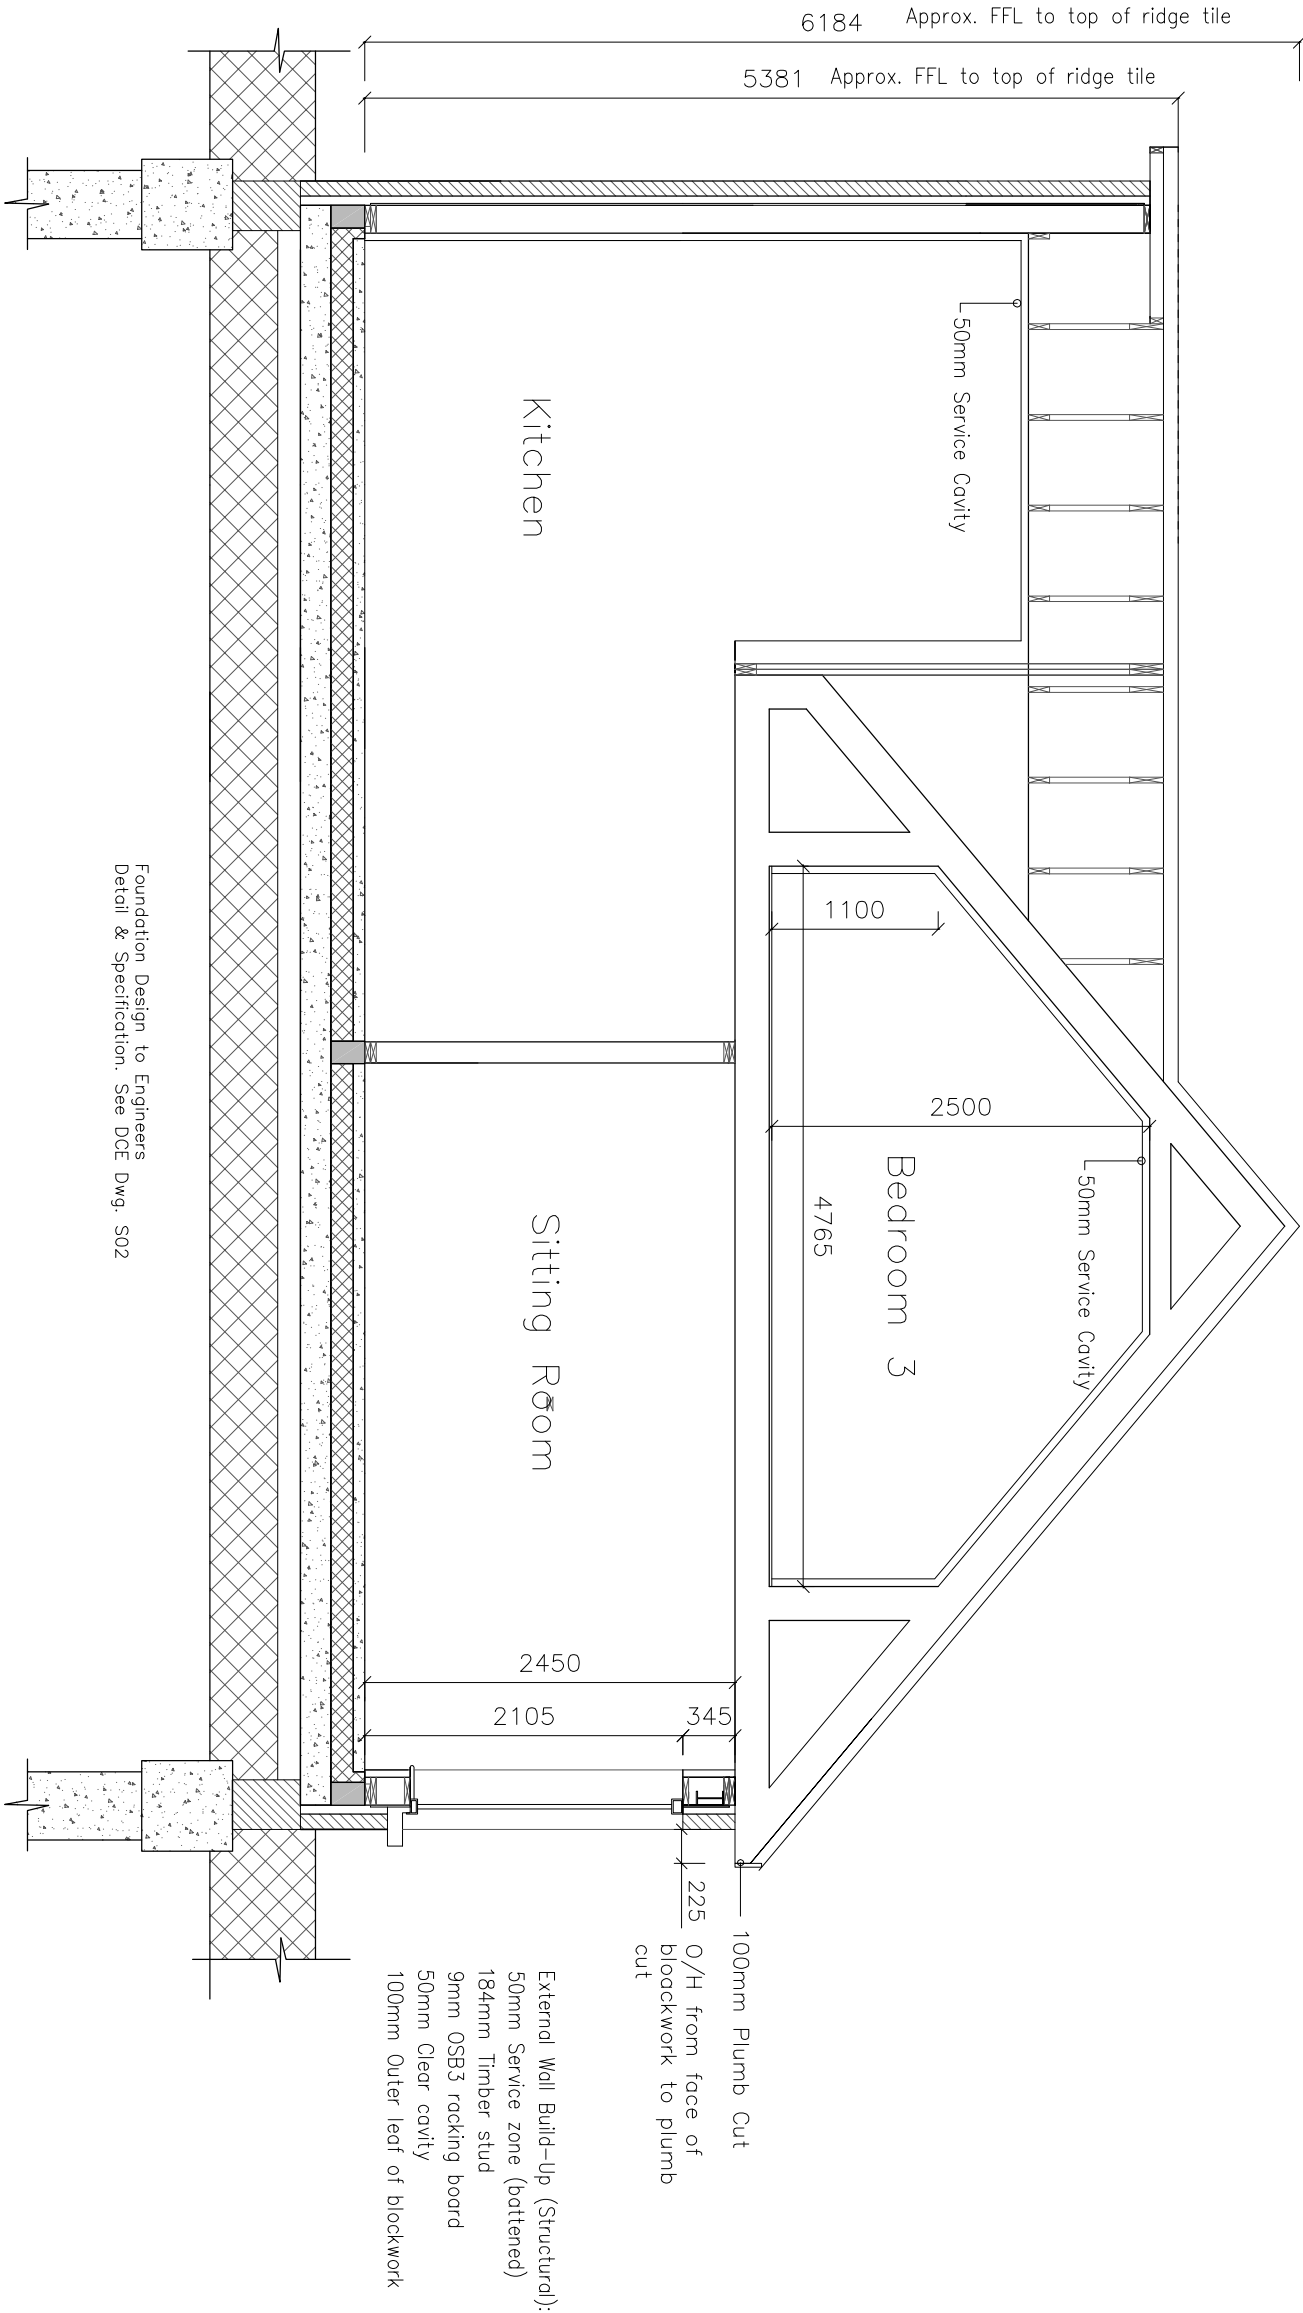 6184 Approx. FFL to top of ridge tile
5381 Approx. FFL to top of ridge tile
50mm Service Cavity
Kitchen
1100
2500
50mm Service Cavity
Bedroom 3
4765
Sitting Room
2450
2105
345
225
100mm Plumb Cut
O/H from face of
bloackwork to plumb
cut
External Wall Build-Up (Structural):
50mm Service zone (battened)
184mm Timber stud
9mm OSB3 racking board
50mm Clear cavity
100mm Outer leaf of blockwork
Foundation Design to Engineers
Detail & Specification. See DCE Dwg. S02